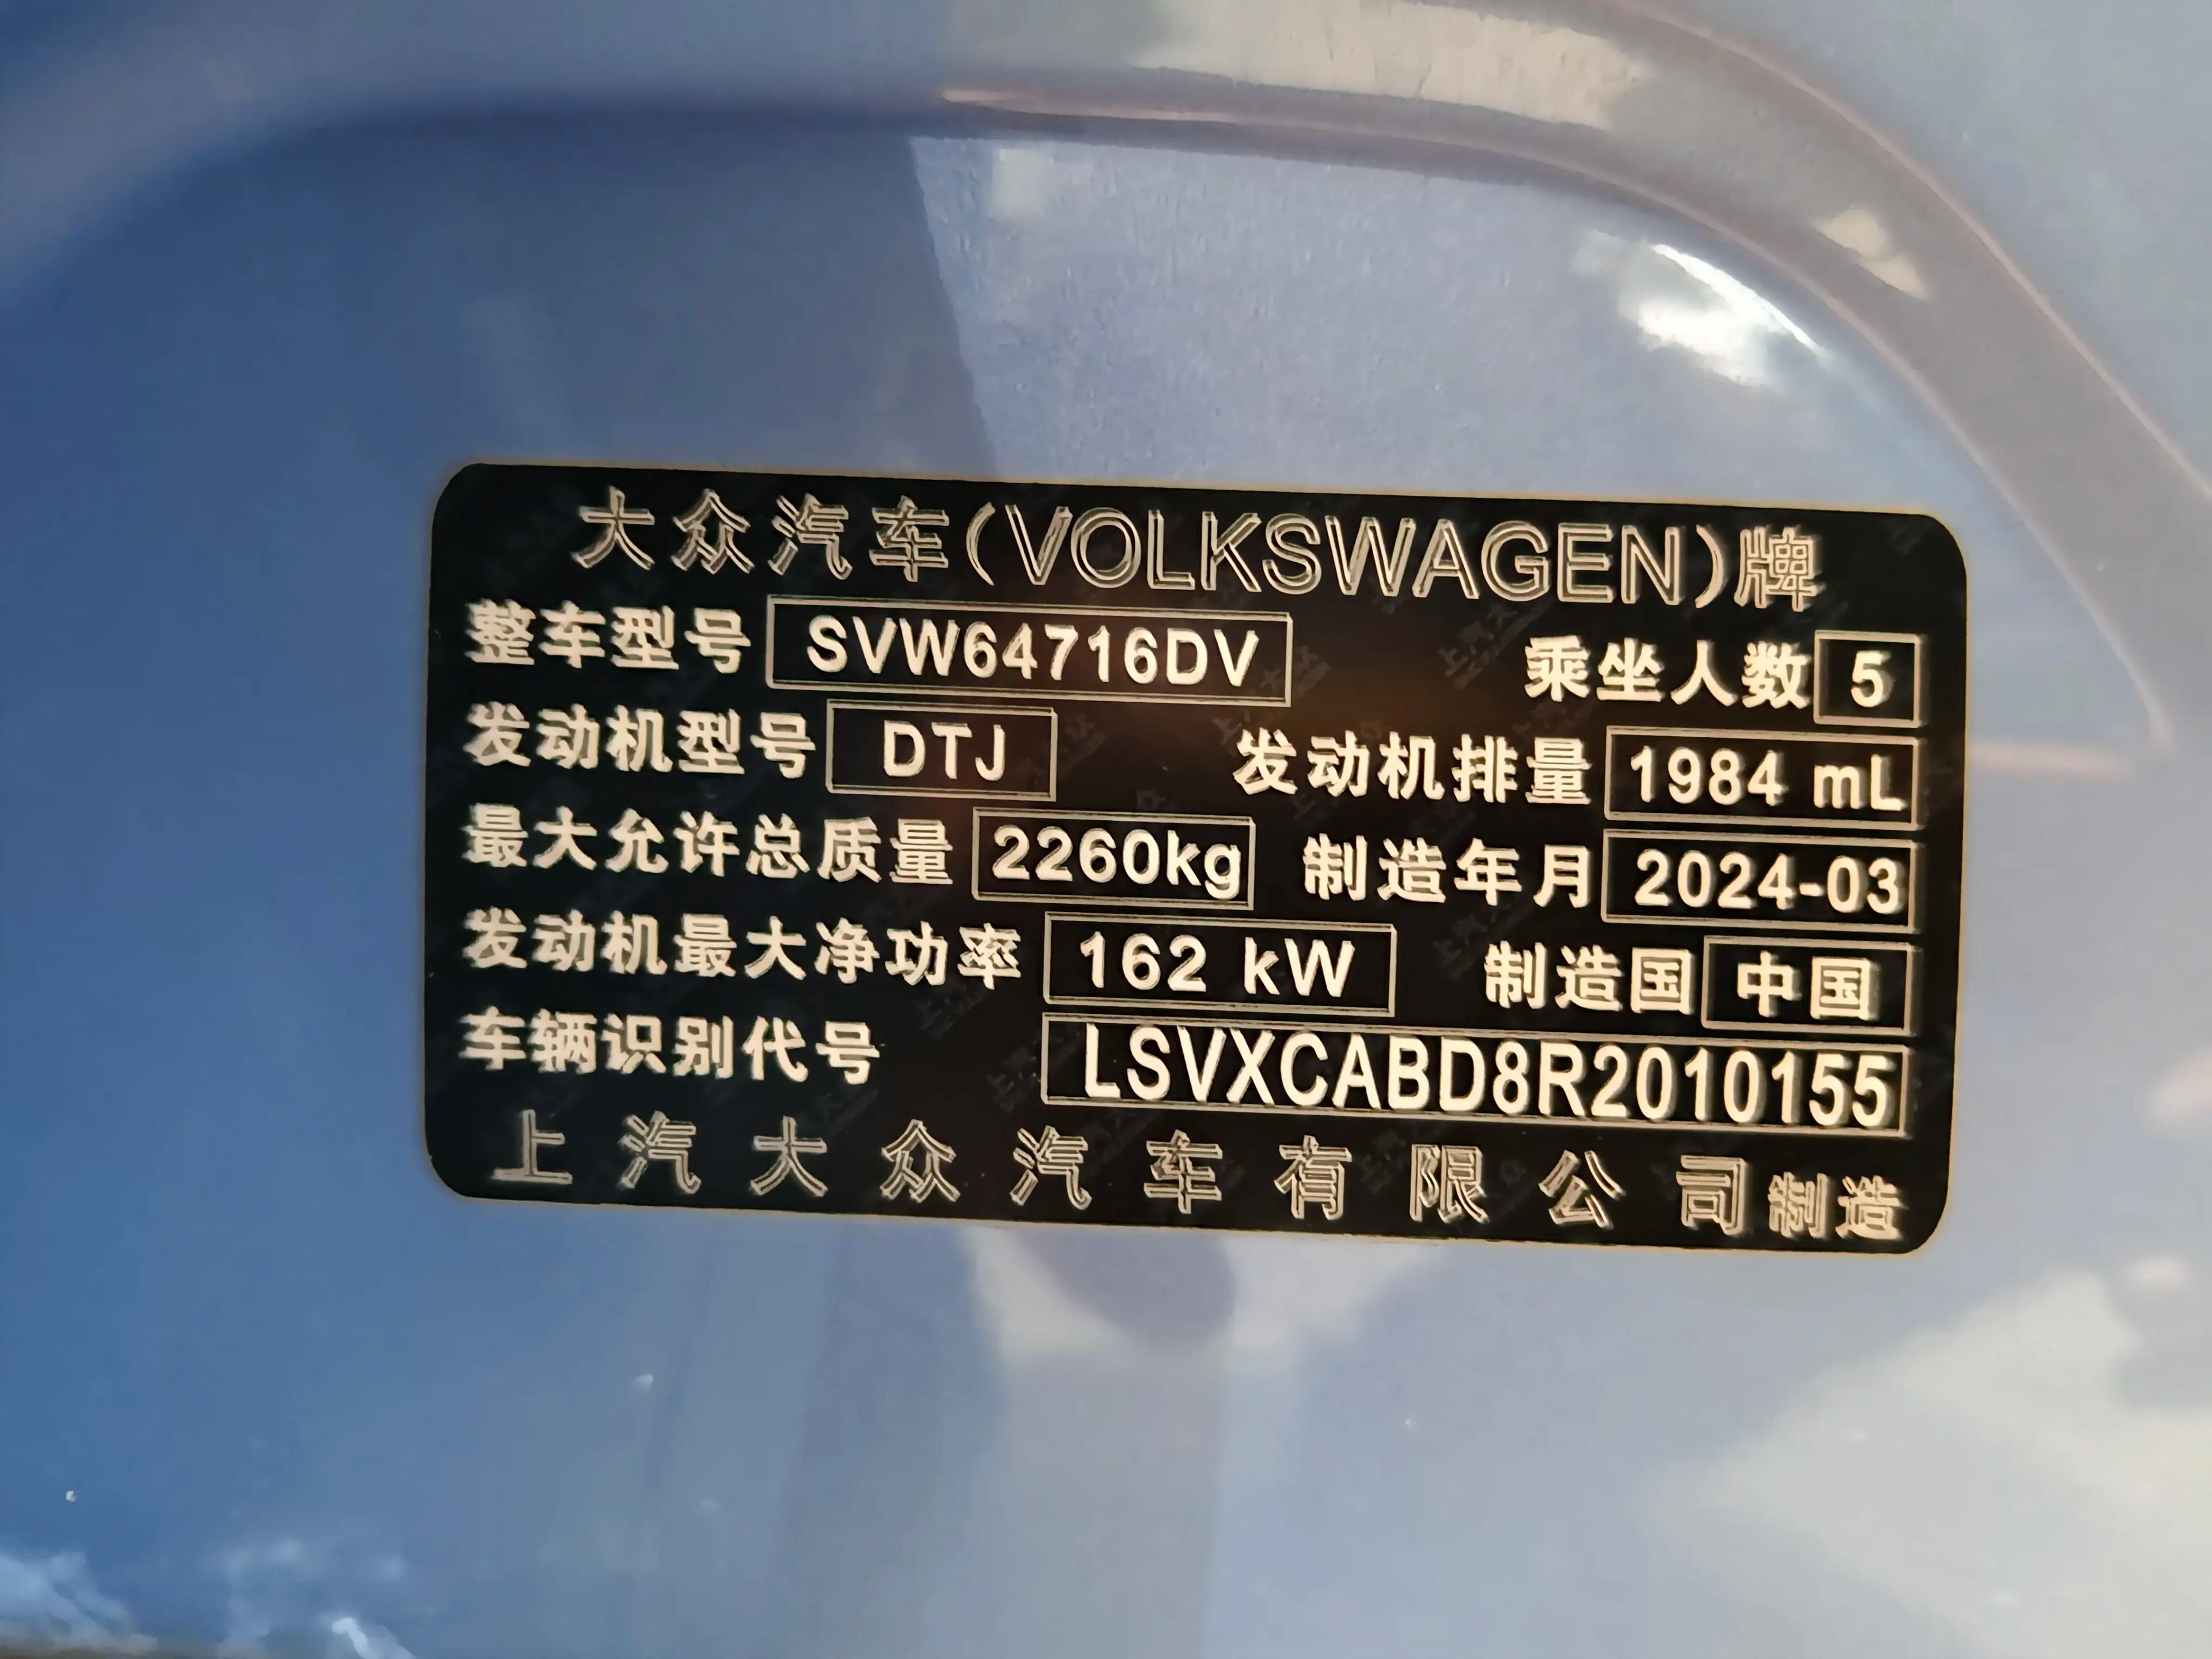 大众汽车(VOLKSWAGEN)牌
整车型号 SVW64716DV 乘坐人数 5
发动机型号 DTJ 发动机排量 1984 mL
最大允许总质量 2260kg 制造年月 2024-03
发动机最大净功率 162 kW 制造国 中国
车辆识别代号 LSVXCABD8R2010155
上汽大众汽车有限公司制造